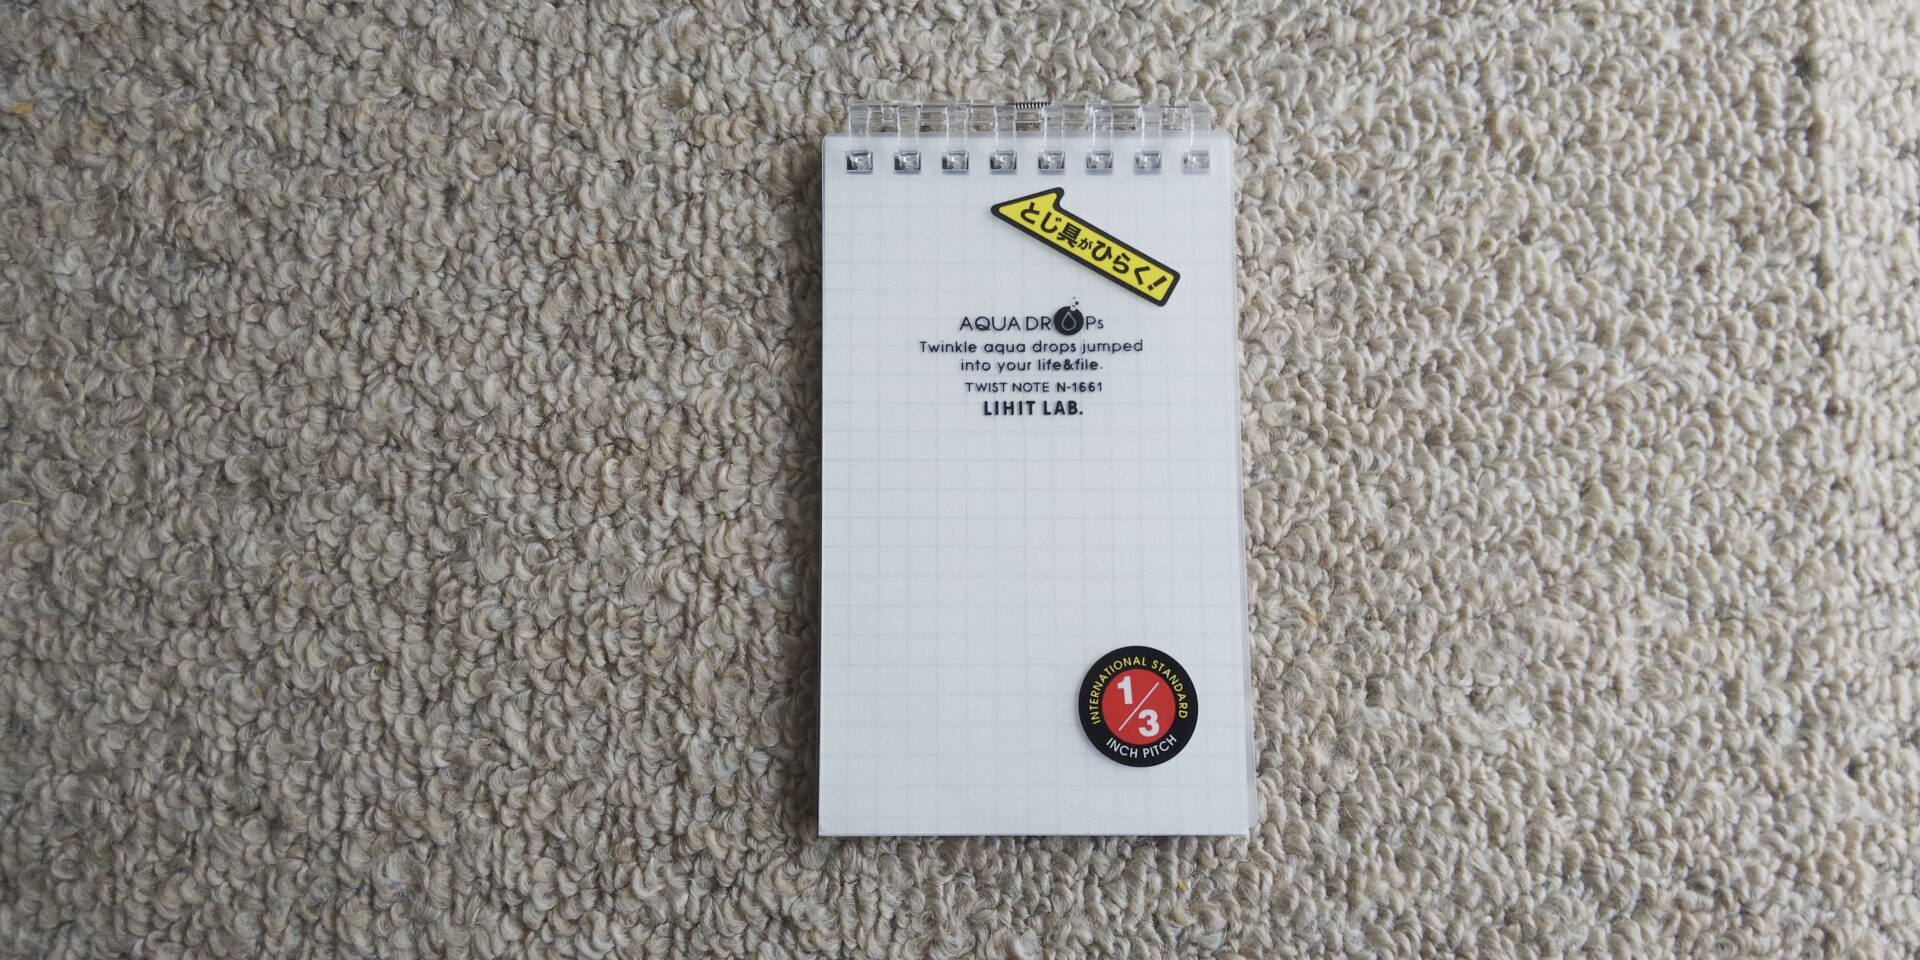 とじ具がひらく!
AQUA DROPs
Twinkle aqua drops jumped
into your life&file.
TWIST NOTE N-1661
LIHIT LAB.
INTERNATIONAL STANDARD
1/3
INCH PITCH